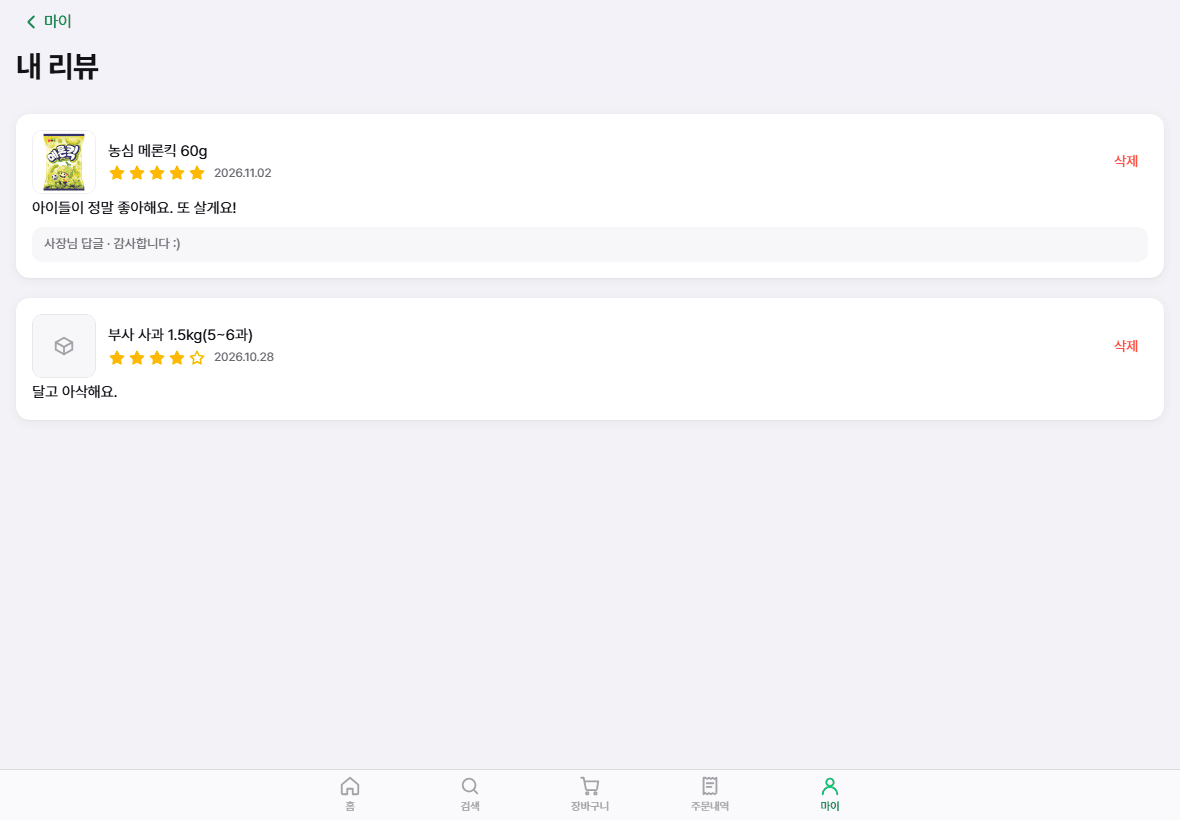 마이
내 리뷰
메론킥
농심 메론킥 60g
2026.11.02
삭제
아이들이 정말 좋아해요. 또 살게요!
사장님 답글 · 감사합니다 :)
부사 사과 1.5kg(5~6과)
2026.10.28
삭제
달고 아삭해요.
홈
검색
장바구니
주문내역
마이